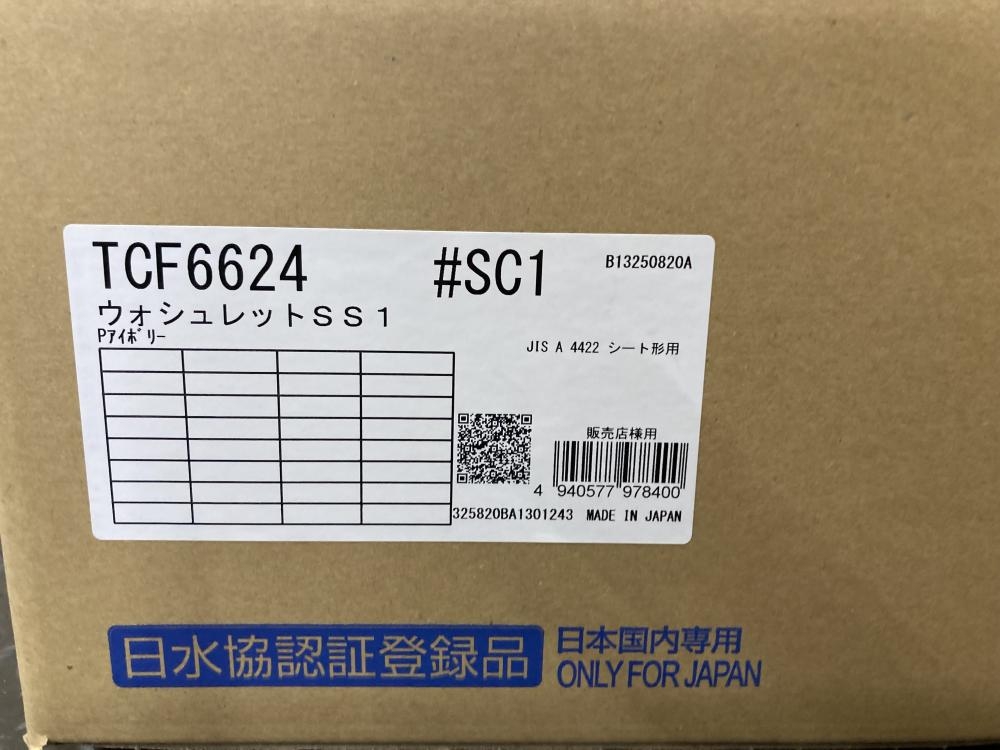 TCF6624 #SC1 B13250820A
ウォシュレットSS1
Pｱｲﾎﾞﾘｰ
JIS A 4422 シート形用
販売店様用
4 940577 978400
325820BA1301243 MADE IN JAPAN
日水協認証登録品 日本国内専用
ONLY FOR JAPAN